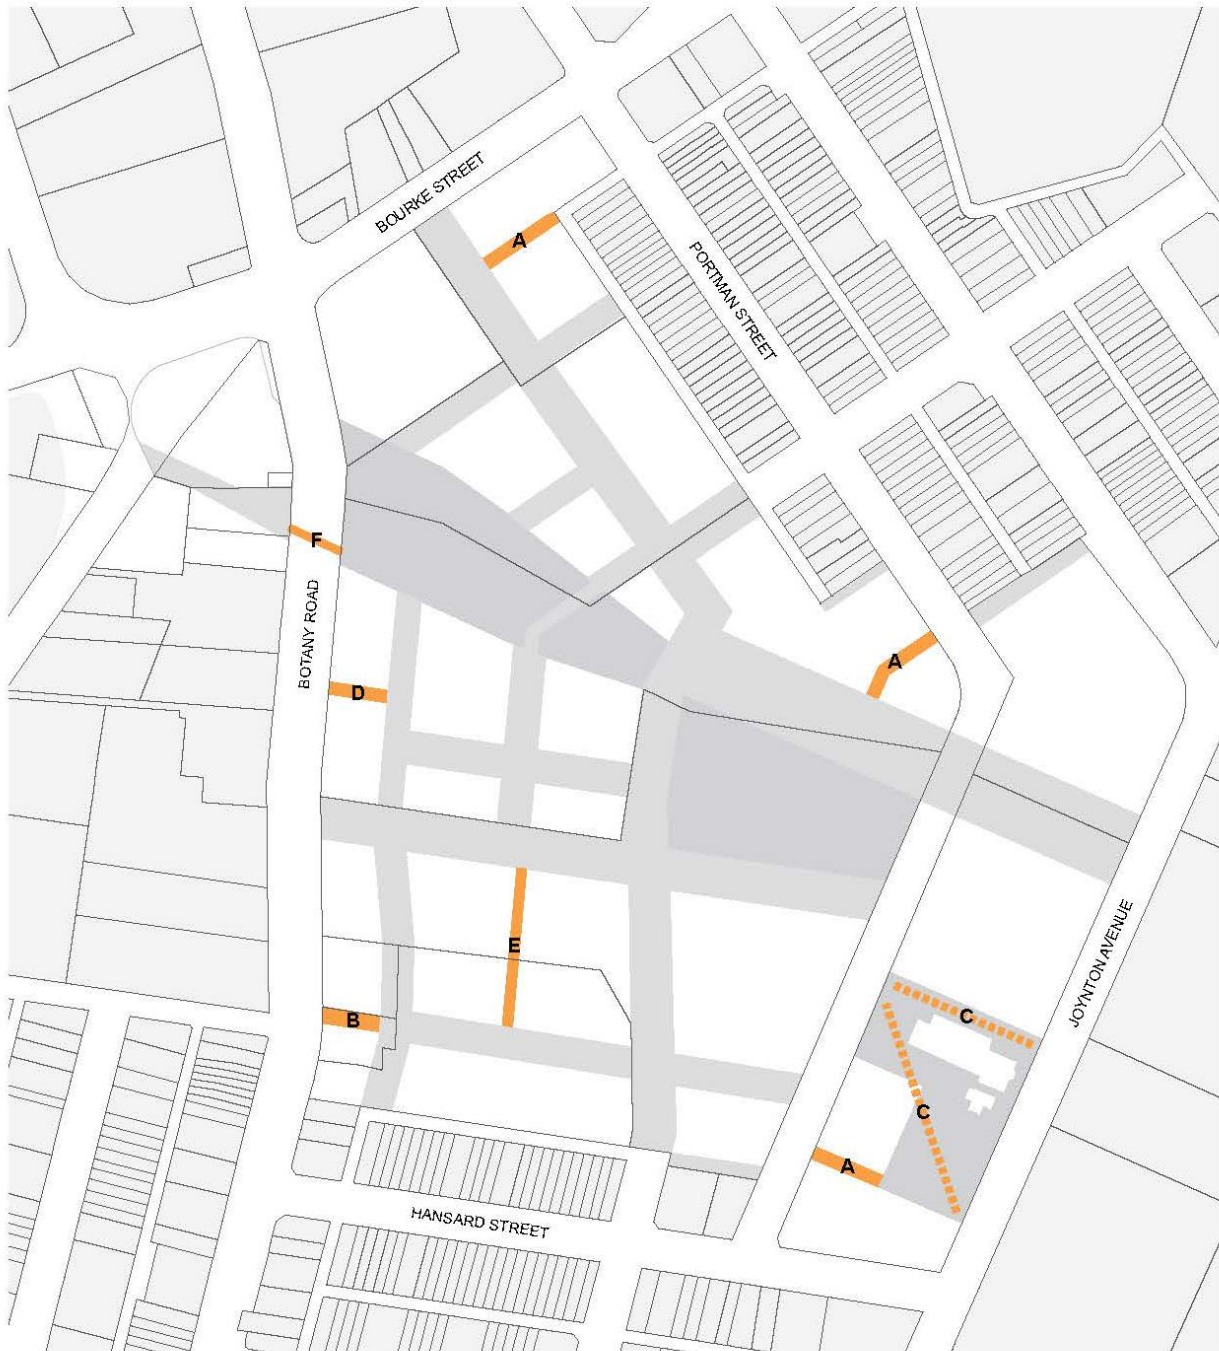 BOURKE STREET
A
PORTMAN STREET
F
BOTANY ROAD
A
D
E
B
C
JOYNTON AVENUE
C
A
HANSARD STREET